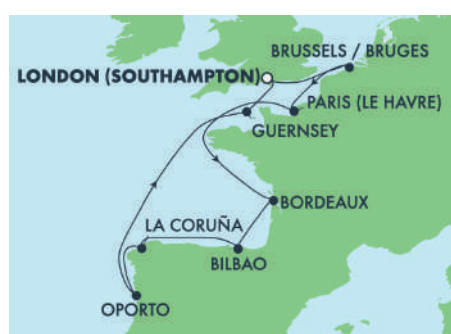 BRUSSELS / BRUGES
LONDON (SOUTHAMPTON)
PARIS (LE HAVRE)
GUERNSEY
BORDEAUX
LA CORUÑA
BILBAO
OPORTO